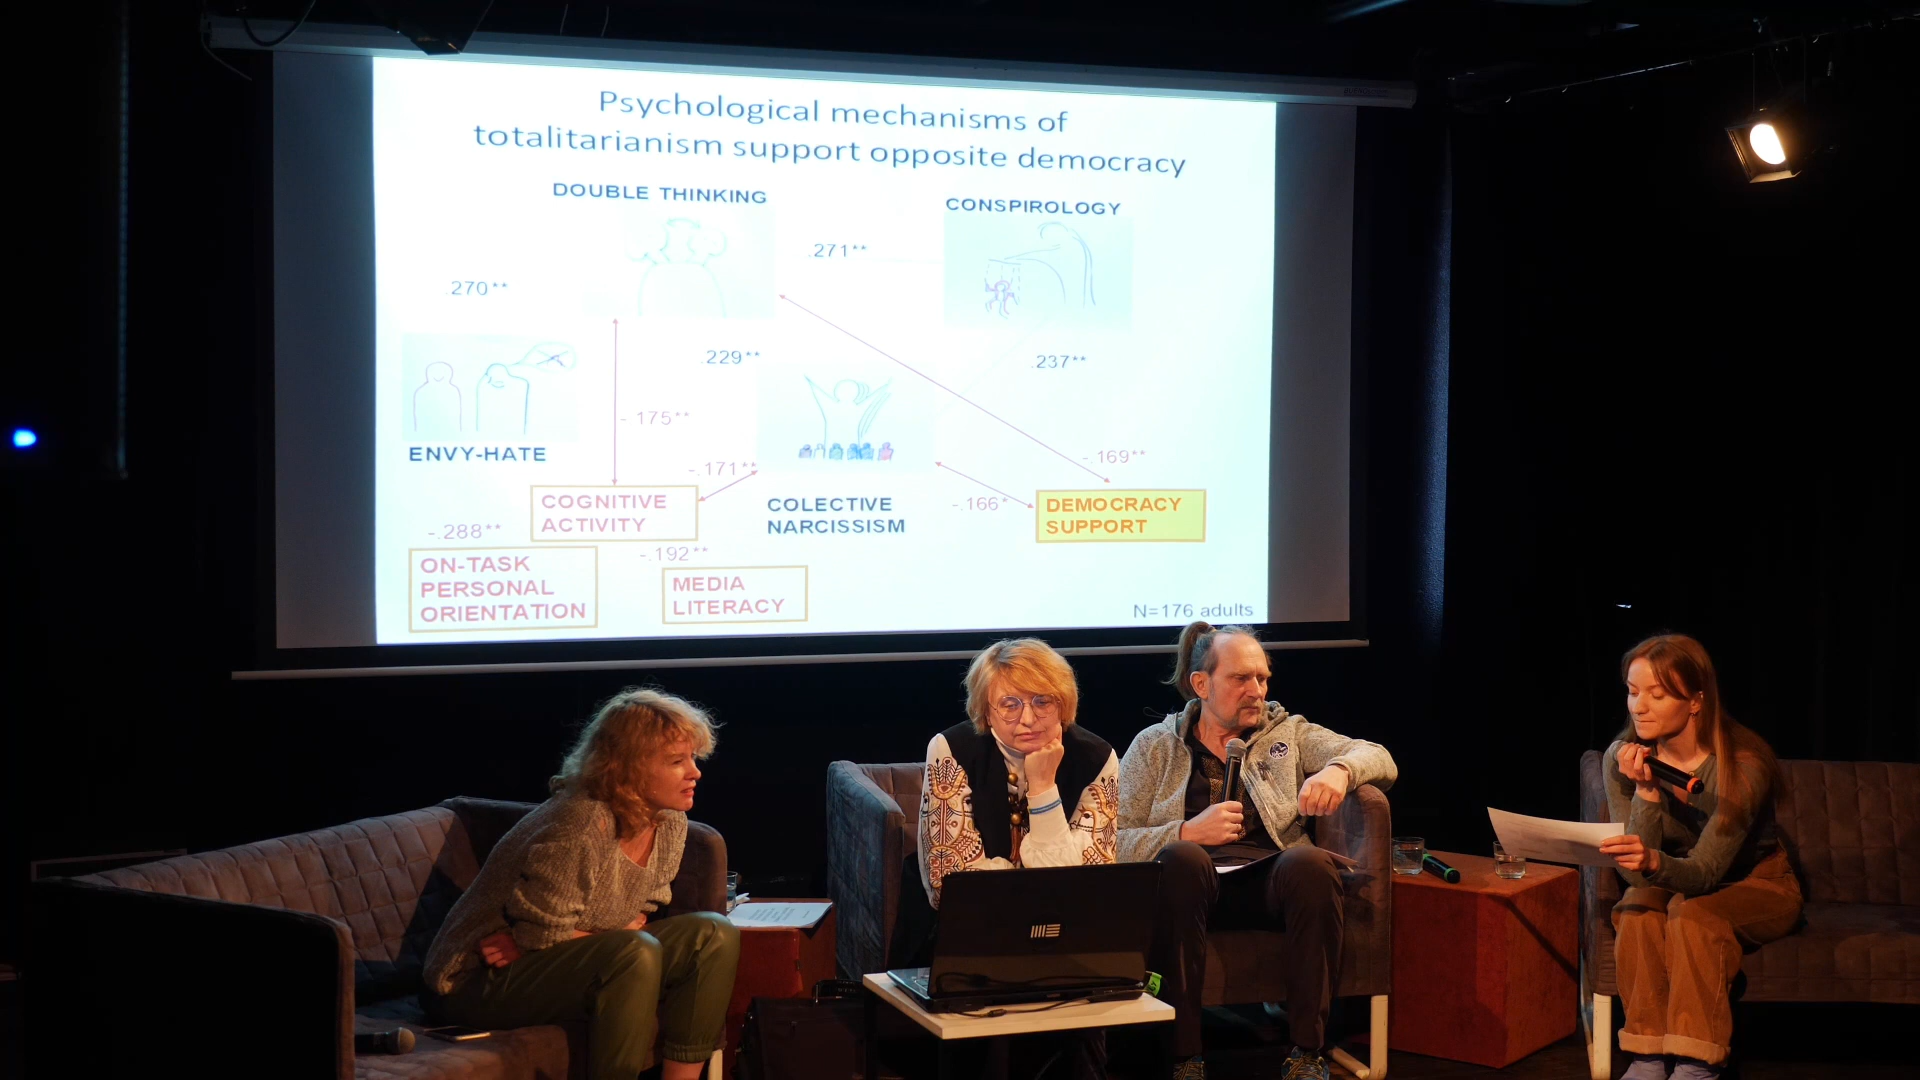 Psychological mechanisms of
totalitarianism support opposite democracy
DOUBLE THINKING
CONSPIROLOGY
.271**
.270**
.229**
.237**
-.175**
ENVY-HATE
-.171**
-.169**
COGNITIVE
ACTIVITY
COLECTIVE
NARCISSISM
-.166*
DEMOCRACY
SUPPORT
-.288**
-.192**
ON-TASK
PERSONAL
ORIENTATION
MEDIA
LITERACY
N=176 adults